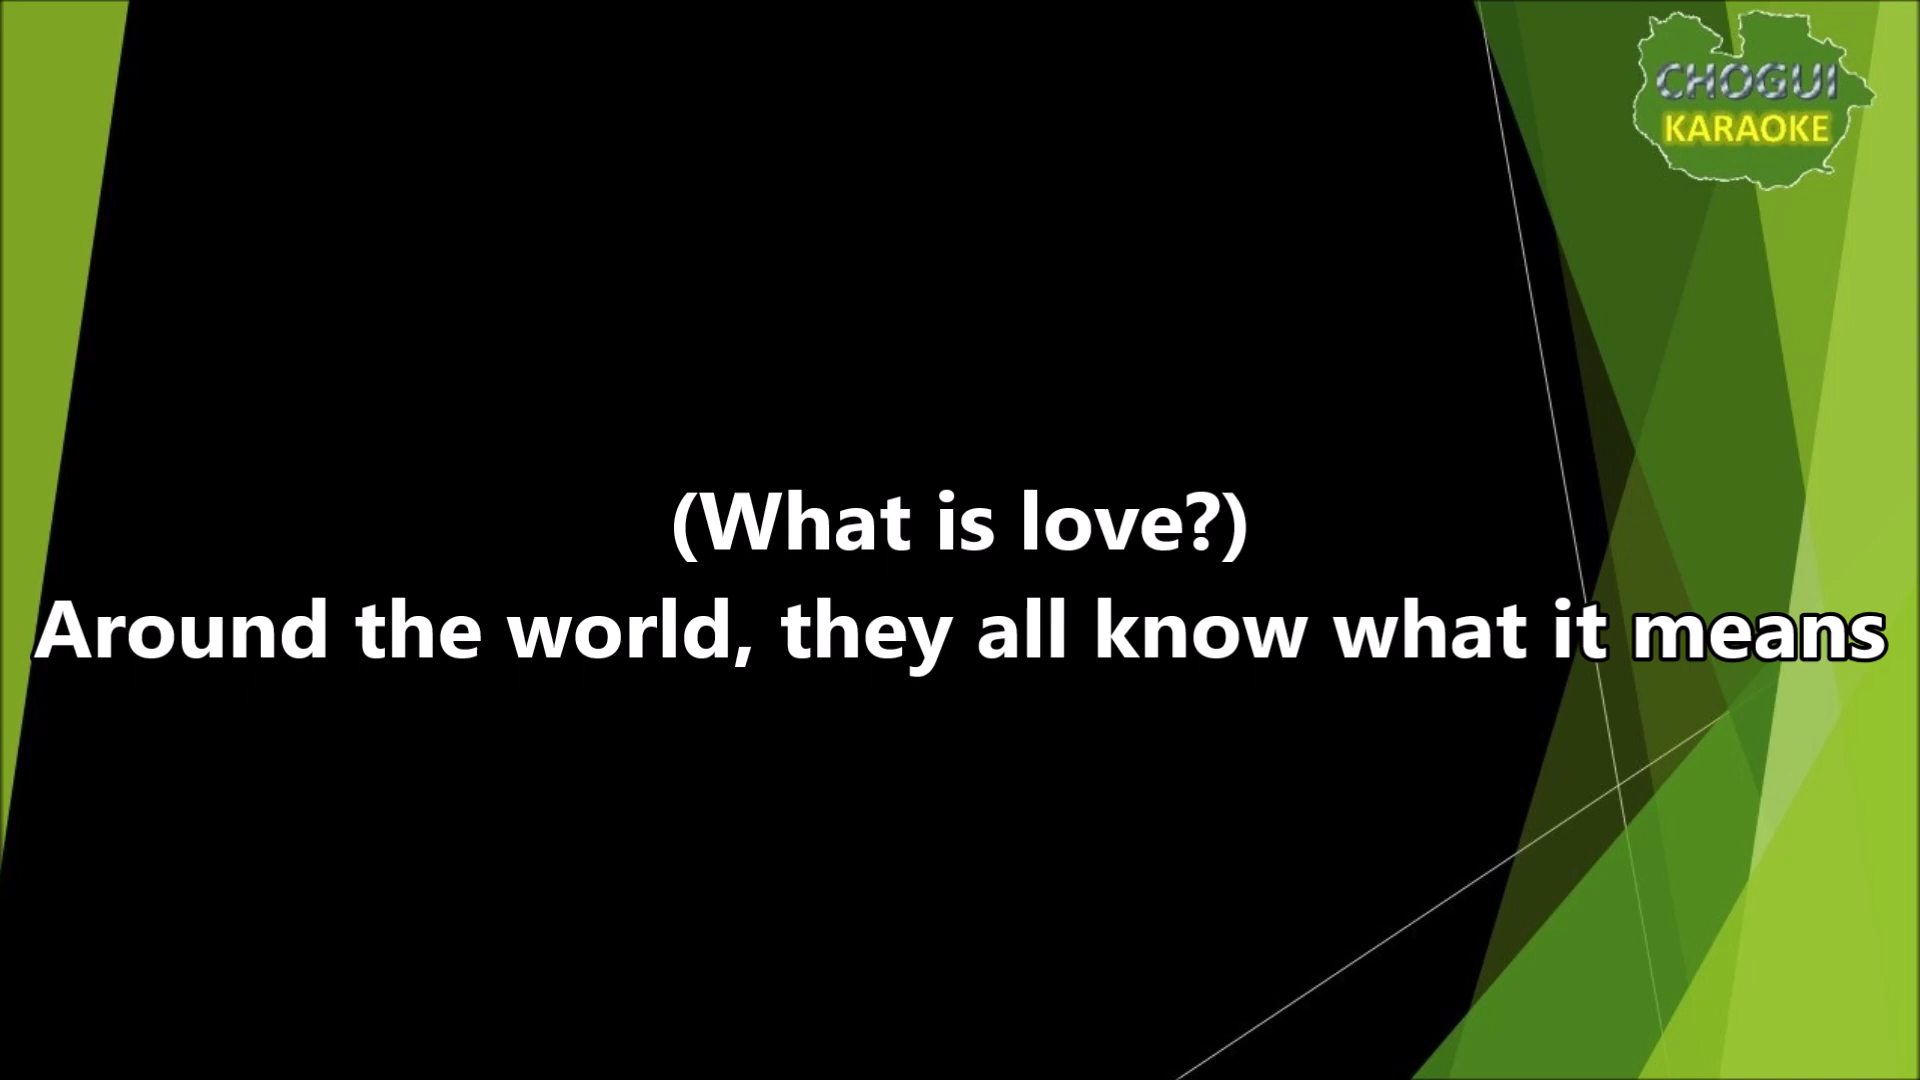 CHOGUI
KARAOKE
(What is love?)
Around the world, they all know what it means